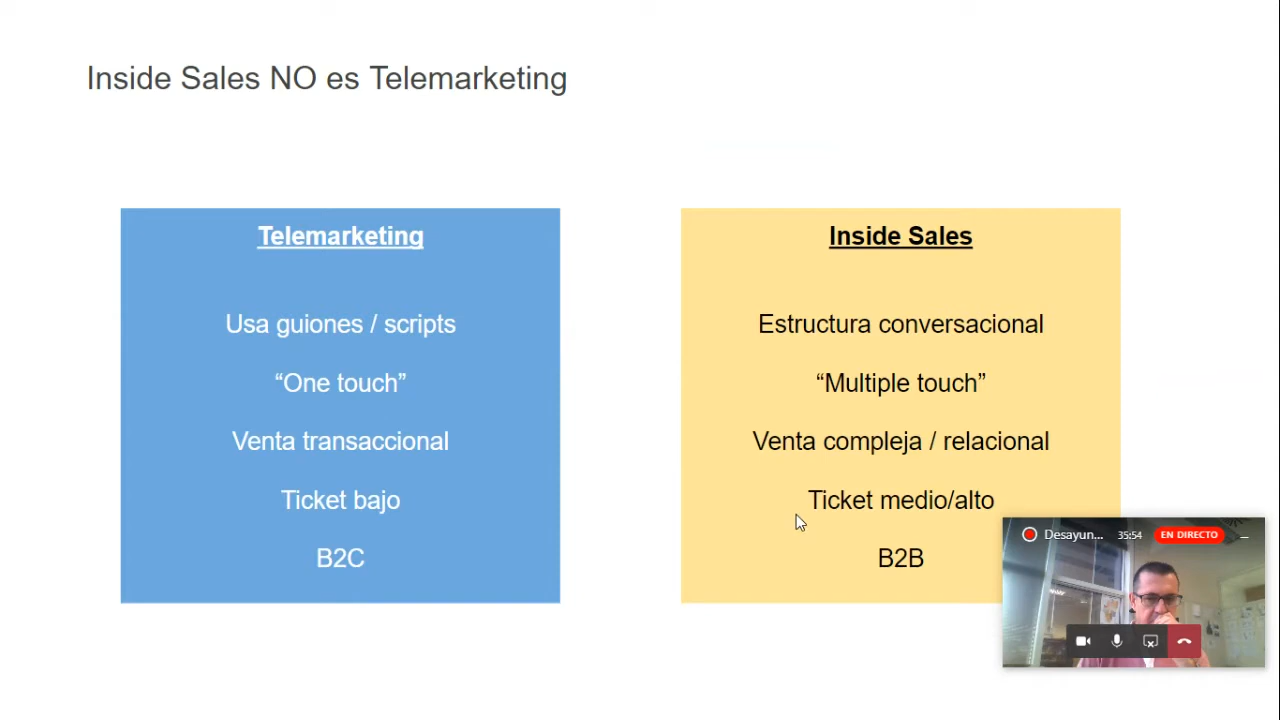 Inside Sales NO es Telemarketing
Telemarketing
Usa guiones / scripts
“One touch”
Venta transaccional
Ticket bajo
B2C
Inside Sales
Estructura conversacional
“Multiple touch”
Venta compleja / relacional
Ticket medio/alto
B2B
Desayun... 35:54 EN DIRECTO